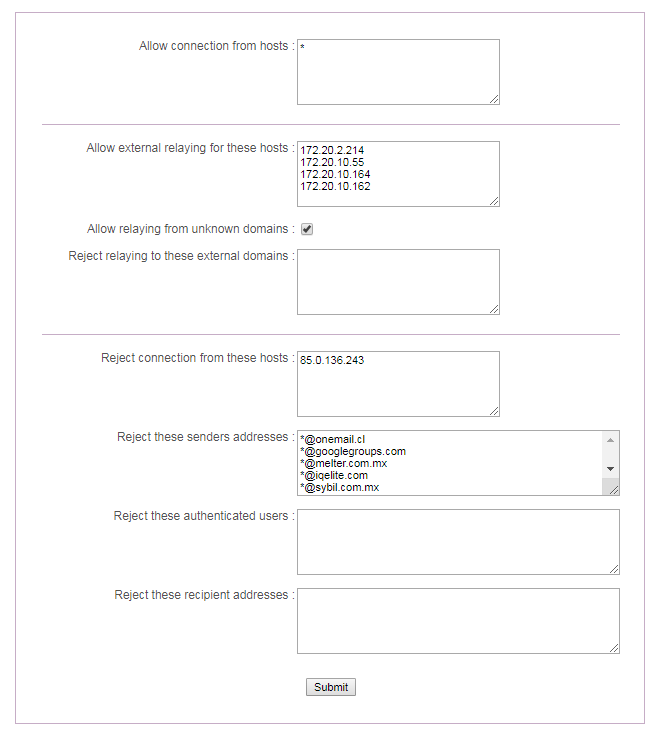 Allow connection from hosts : *
Allow external relaying for these hosts : 172.20.2.214
172.20.10.55
172.20.10.164
172.20.10.162
Allow relaying from unknown domains :
Reject relaying to these external domains :
Reject connection from these hosts : 85.0.136.243
Reject these senders addresses : *@onemail.cl
*@googlegroups.com
*@melter.com.mx
*@iqelite.com
*@sybil.com.mx
Reject these authenticated users :
Reject these recipient addresses :
Submit